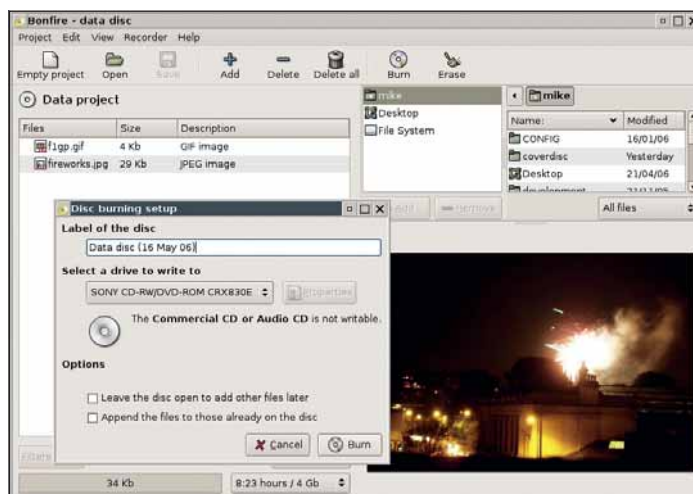 Bonfire - data disc
Project Edit View Recorder Help
Empty project Open Save Add Delete Delete all Burn Erase
Data project
Files Size Description
f1gp.gif 4 Kb GIF image
fireworks.jpg 29 Kb JPEG image
mike
Desktop
File System
mike
Name: Modified
CONFIG 16/01/06
coverdisc Yesterday
Desktop 21/04/06
development
Add Remove
All files
Disc burning setup
Label of the disc
Data disc (16 May 06)
Select a drive to write to
SONY CD-RW/DVD-ROM CRX830E Properties
The Commercial CD or Audio CD is not writable.
Options
Leave the disc open to add other files later
Append the files to those already on the disc
Cancel Burn
34 Kb 8:23 hours / 4 Gb